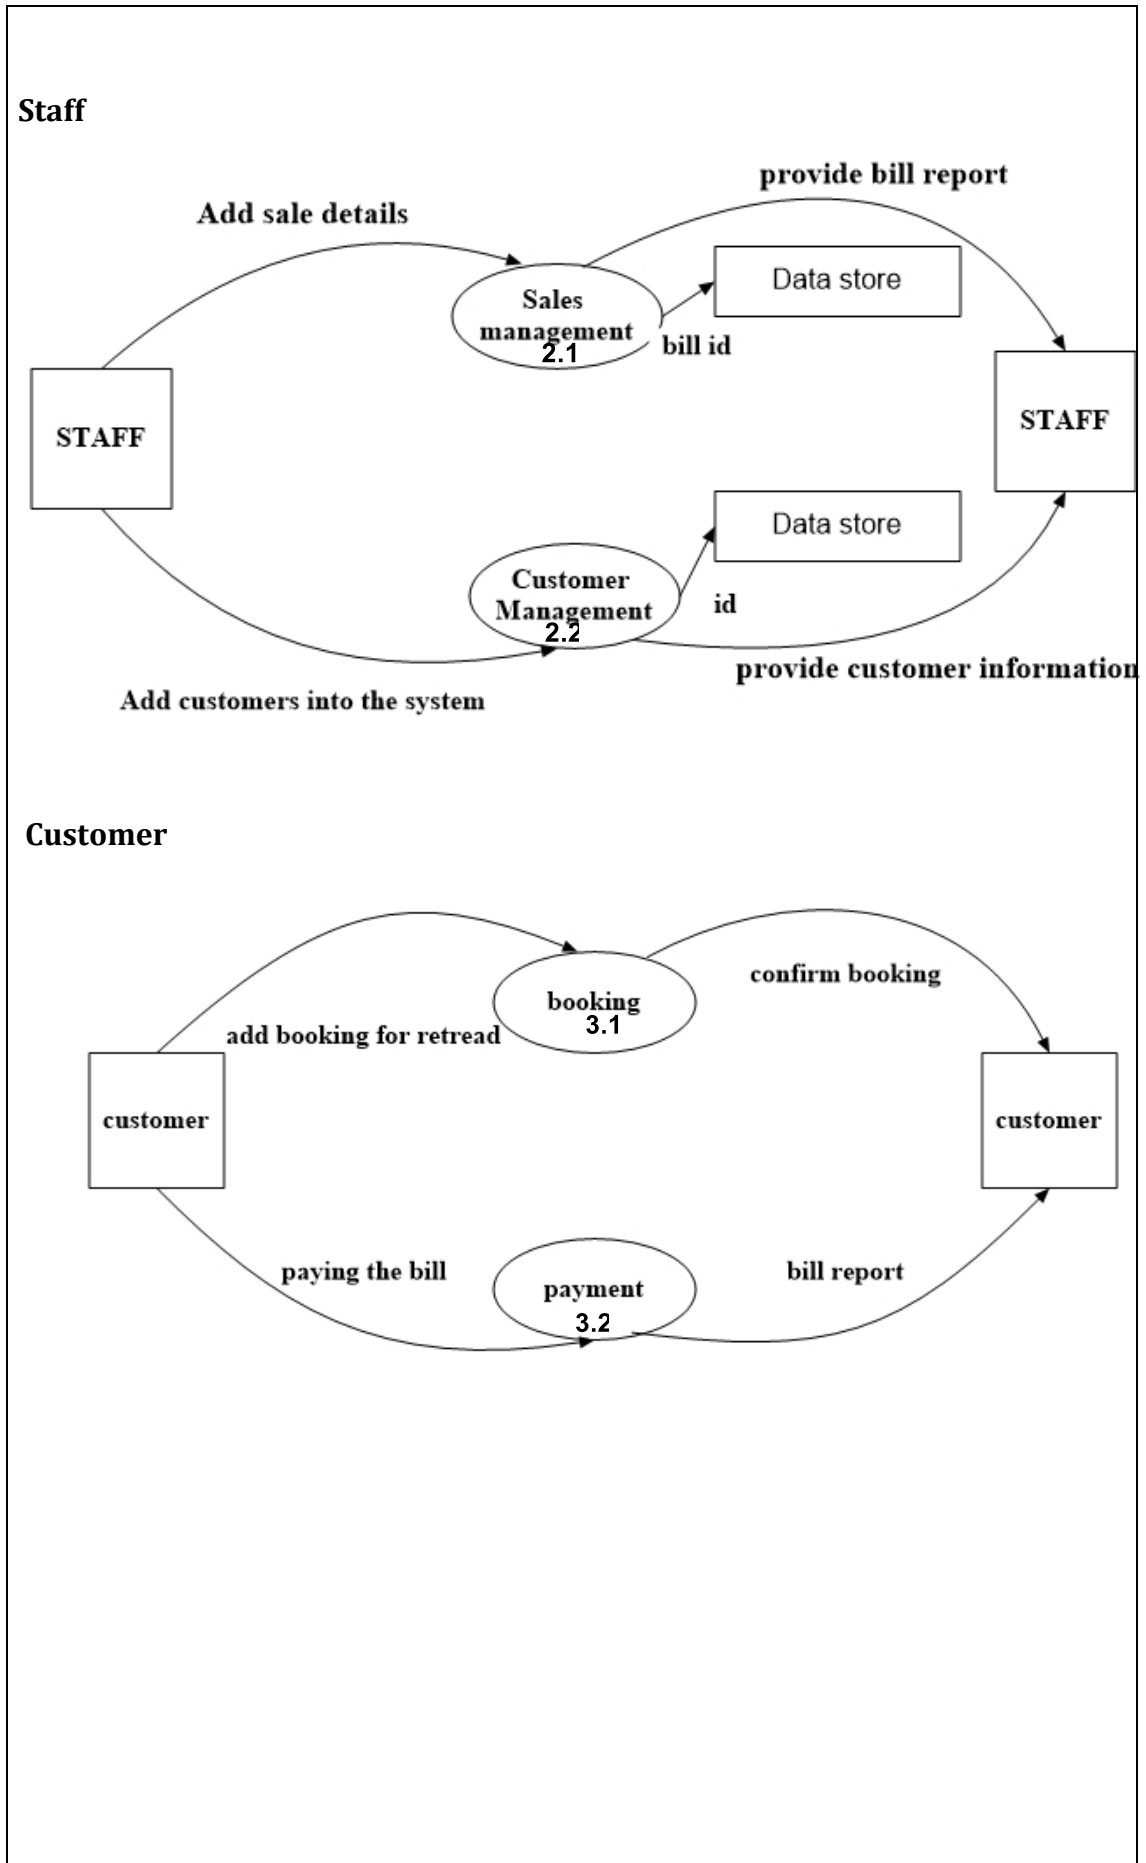 Staff
provide bill report
Add sale details
Data store
Sales
management
2.1
bill id
STAFF
STAFF
Data store
Customer
Management
2.2
id
provide customer information
Add customers into the system
Customer
confirm booking
booking
3.1
add booking for retread
customer
customer
paying the bill
bill report
payment
3.2